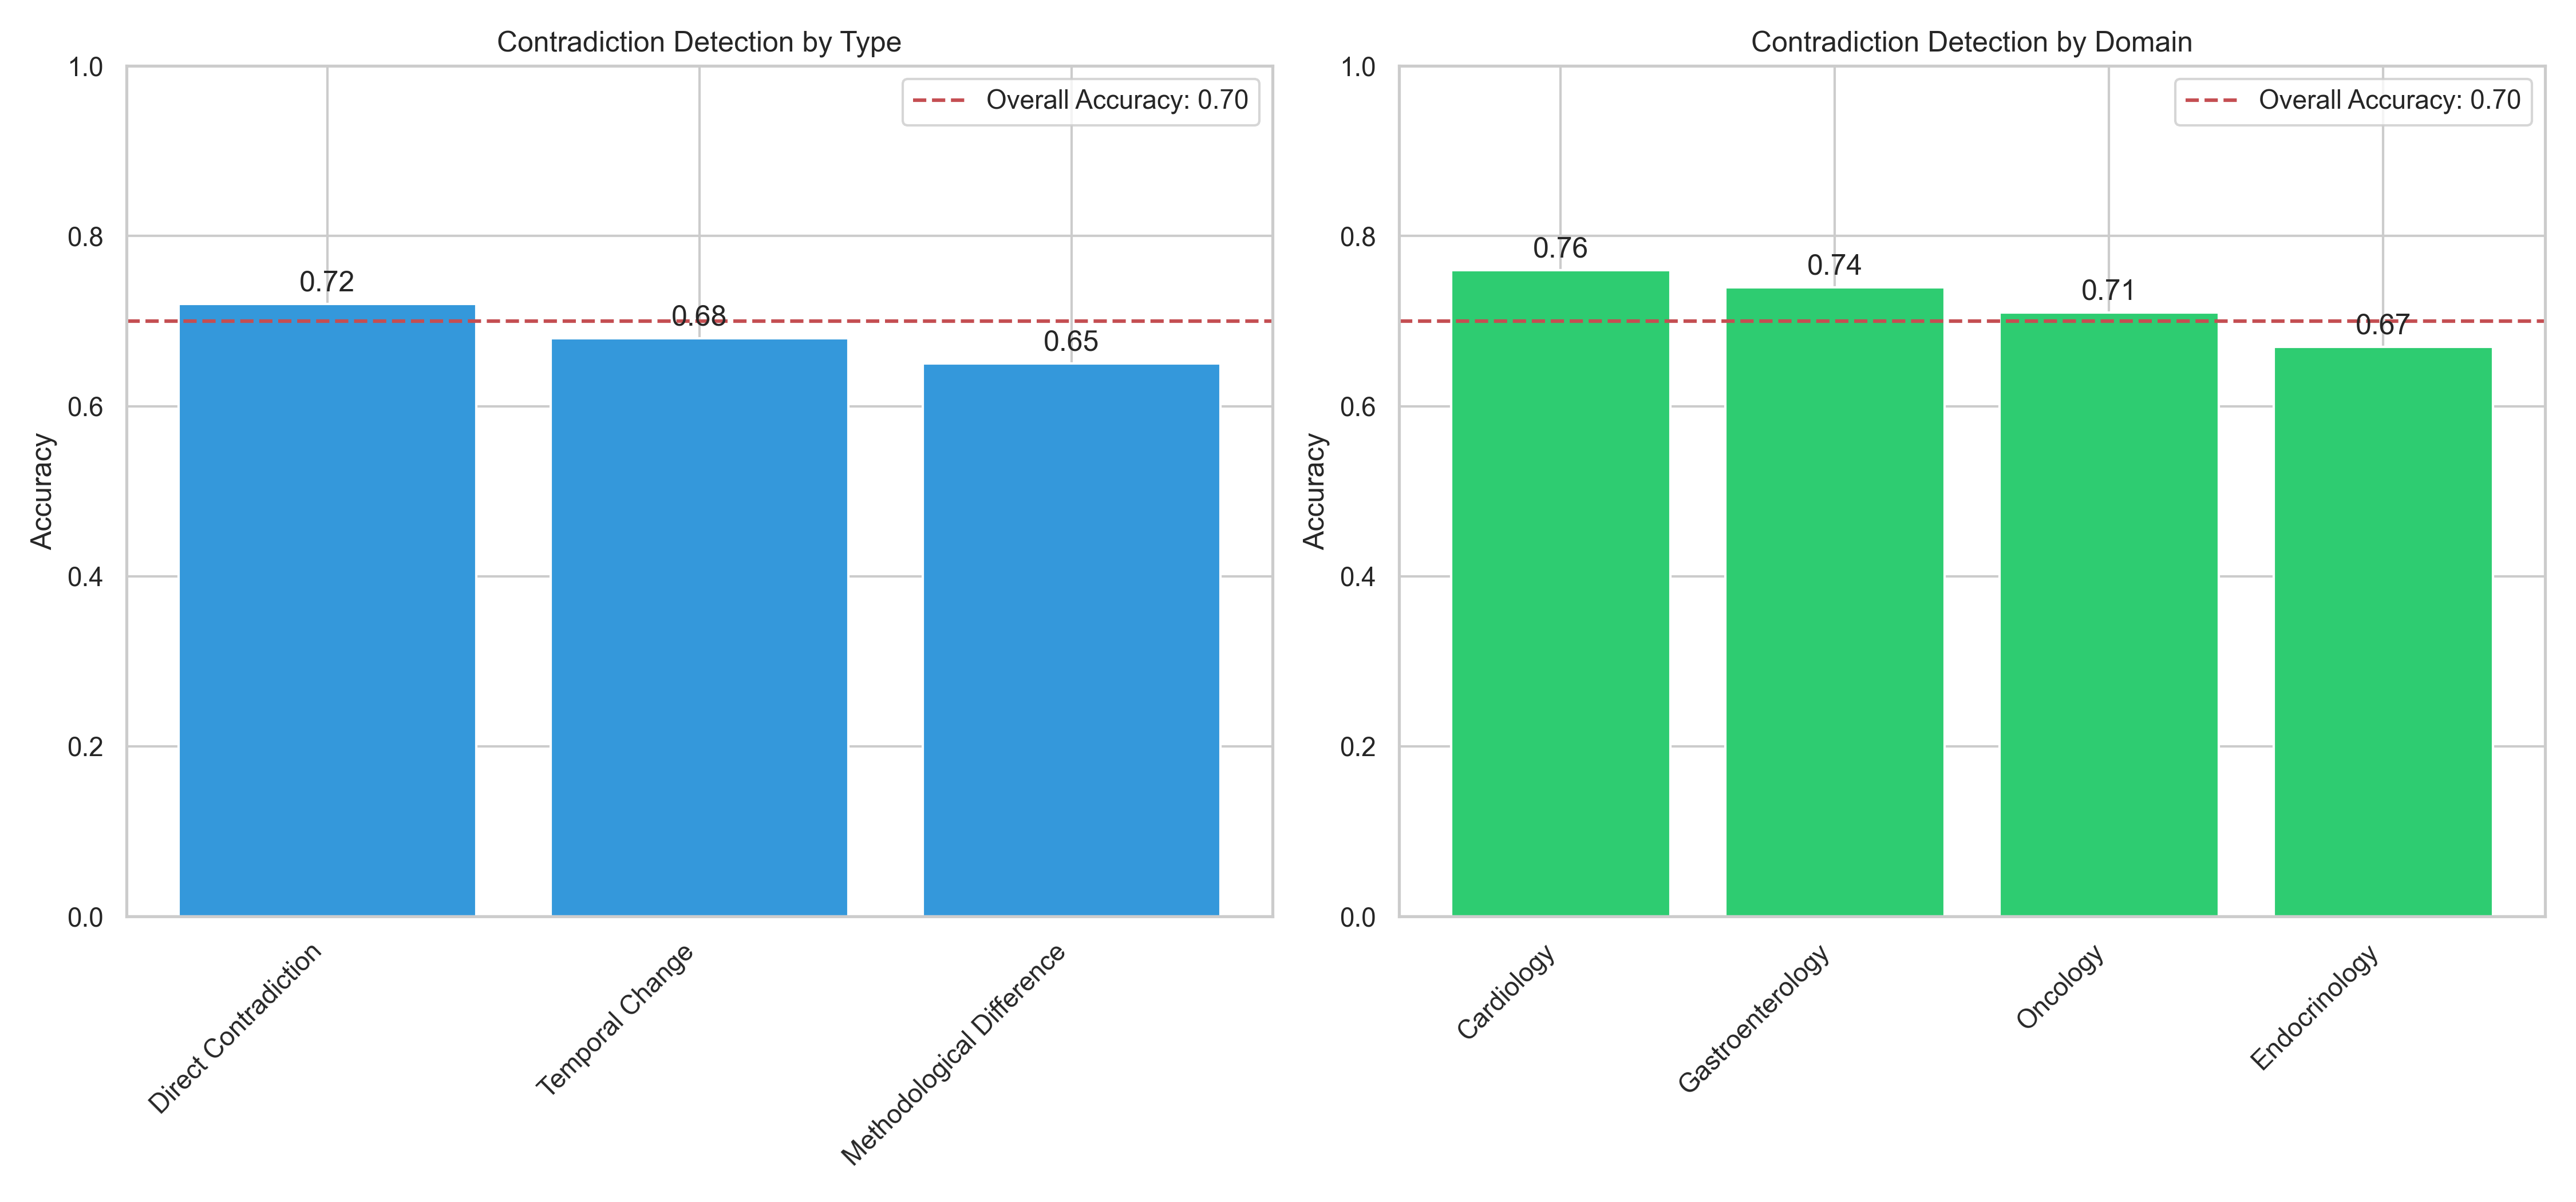 Contradiction Detection by Type
1.0
0.8
0.6
0.4
0.2
0.0
Accuracy
Overall Accuracy: 0.70
0.72
0.68
0.65
Direct Contradiction
Temporal Change
Methodological Difference
Contradiction Detection by Domain
1.0
0.8
0.6
0.4
0.2
0.0
Accuracy
Overall Accuracy: 0.70
0.76
0.74
0.71
0.67
Cardiology
Gastroenterology
Oncology
Endocrinology